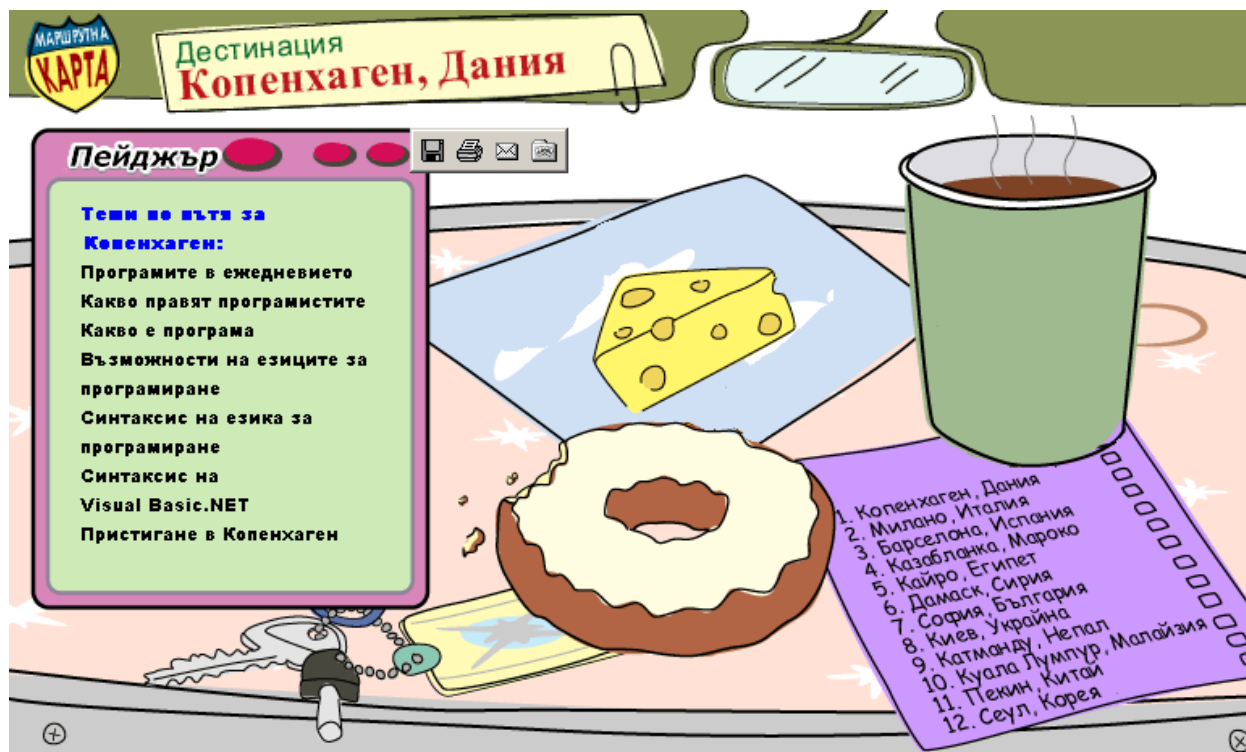 МАРШРУТНА
КАРТА
Дестинация
Копенхаген, Дания
Пейджър
Теми по пътя за
Копенхаген:
Програмите в ежедневието
Какво правят програмистите
Какво е програма
Възможности на езиците за
програмиране
Синтаксис на езика за
програмиране
Синтаксис на
Visual Basic.NET
Пристигане в Копенхаген
1. Копенхаген, Дания
2. Милано, Италия
3. Барселона, Испания
4. Казабланка, Мароко
5. Кайро, Египет
6. Дамаск, Сирия
7. София, България
8. Киев, Украйна
9. Катманду, Непал
10. Куала Лумпур, Малайзия
11. Пекин, Китай
12. Сеул, Корея